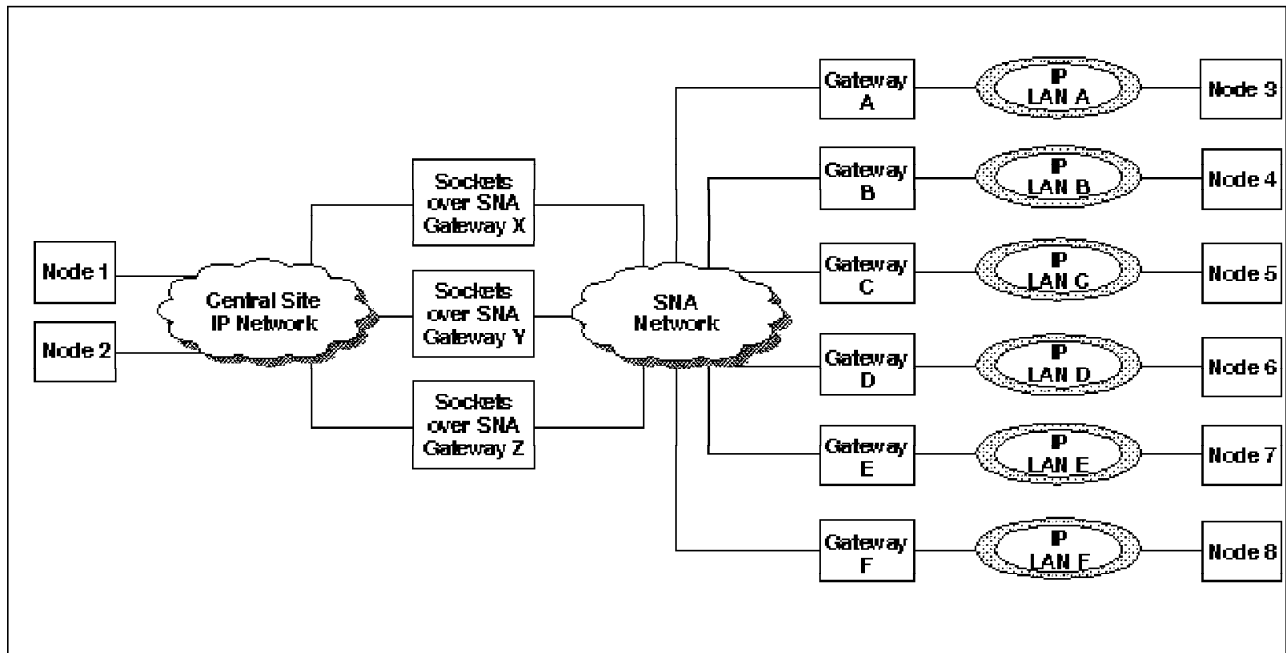 Node 1
Node 2
Central Site
IP Network
Sockets
over SNA
Gateway X
Sockets
over SNA
Gateway Y
Sockets
over SNA
Gateway Z
SNA
Network
Gateway
A
IP
LAN A
Node 3
Gateway
B
IP
LAN B
Node 4
Gateway
C
IP
LAN C
Node 5
Gateway
D
IP
LAN D
Node 6
Gateway
E
IP
LAN E
Node 7
Gateway
F
IP
LAN F
Node 8